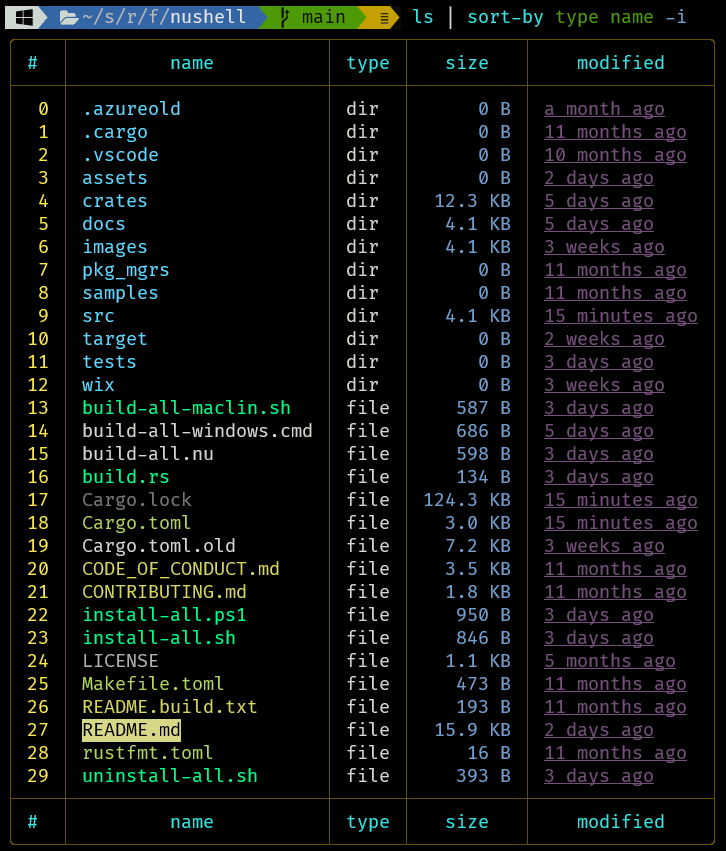 ~/s/r/f/nushell main ≡ ls | sort-by type name -i
# name type size modified
0 .azureold dir 0 B a month ago
1 .cargo dir 0 B 11 months ago
2 .vscode dir 0 B 10 months ago
3 assets dir 0 B 2 days ago
4 crates dir 12.3 KB 5 days ago
5 docs dir 4.1 KB 5 days ago
6 images dir 4.1 KB 3 weeks ago
7 pkg_mgrs dir 0 B 11 months ago
8 samples dir 0 B 11 months ago
9 src dir 4.1 KB 15 minutes ago
10 target dir 0 B 2 weeks ago
11 tests dir 0 B 3 days ago
12 wix dir 0 B 3 weeks ago
13 build-all-maclin.sh file 587 B 3 days ago
14 build-all-windows.cmd file 686 B 5 days ago
15 build-all.nu file 598 B 3 days ago
16 build.rs file 134 B 3 days ago
17 Cargo.lock file 124.3 KB 15 minutes ago
18 Cargo.toml file 3.0 KB 15 minutes ago
19 Cargo.toml.old file 7.2 KB 3 weeks ago
20 CODE_OF_CONDUCT.md file 3.5 KB 11 months ago
21 CONTRIBUTING.md file 1.8 KB 11 months ago
22 install-all.ps1 file 950 B 3 days ago
23 install-all.sh file 846 B 3 days ago
24 LICENSE file 1.1 KB 5 months ago
25 Makefile.toml file 473 B 11 months ago
26 README.build.txt file 193 B 11 months ago
27 README.md file 15.9 KB 2 days ago
28 rustfmt.toml file 16 B 11 months ago
29 uninstall-all.sh file 393 B 3 days ago
# name type size modified